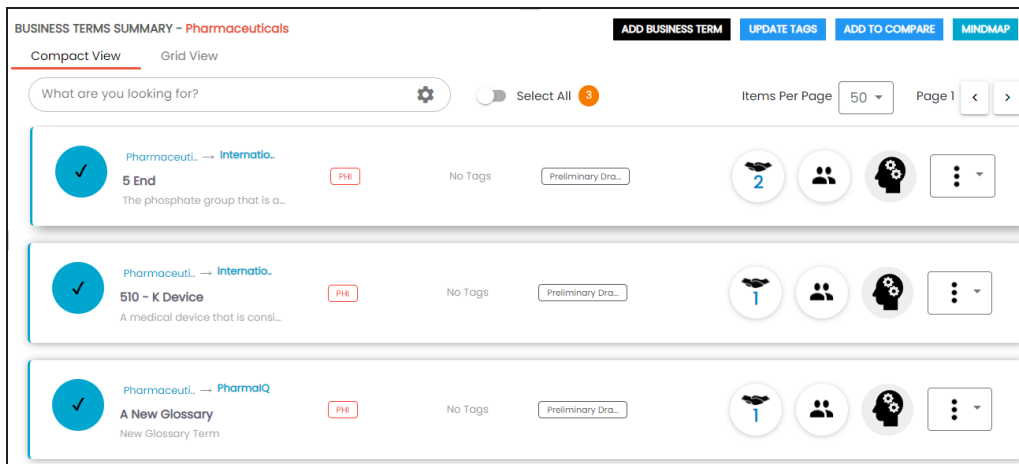 BUSINESS TERMS SUMMARY - Pharmaceuticals
ADD BUSINESS TERM
UPDATE TAGS
ADD TO COMPARE
MINDMAP
Compact View
Grid View
What are you looking for?
Select All 3
Items Per Page 50
Page 1 < >
Pharmaceuti.. → Internatio..
5 End
The phosphate group that is a...
PHI
No Tags
Preliminary Dra...
2
Pharmaceuti.. → Internatio..
510 - K Device
A medical device that is consi...
PHI
No Tags
Preliminary Dra...
1
Pharmaceuti.. → PharmaIQ
A New Glossary
New Glossary Term
PHI
No Tags
Preliminary Dra...
1